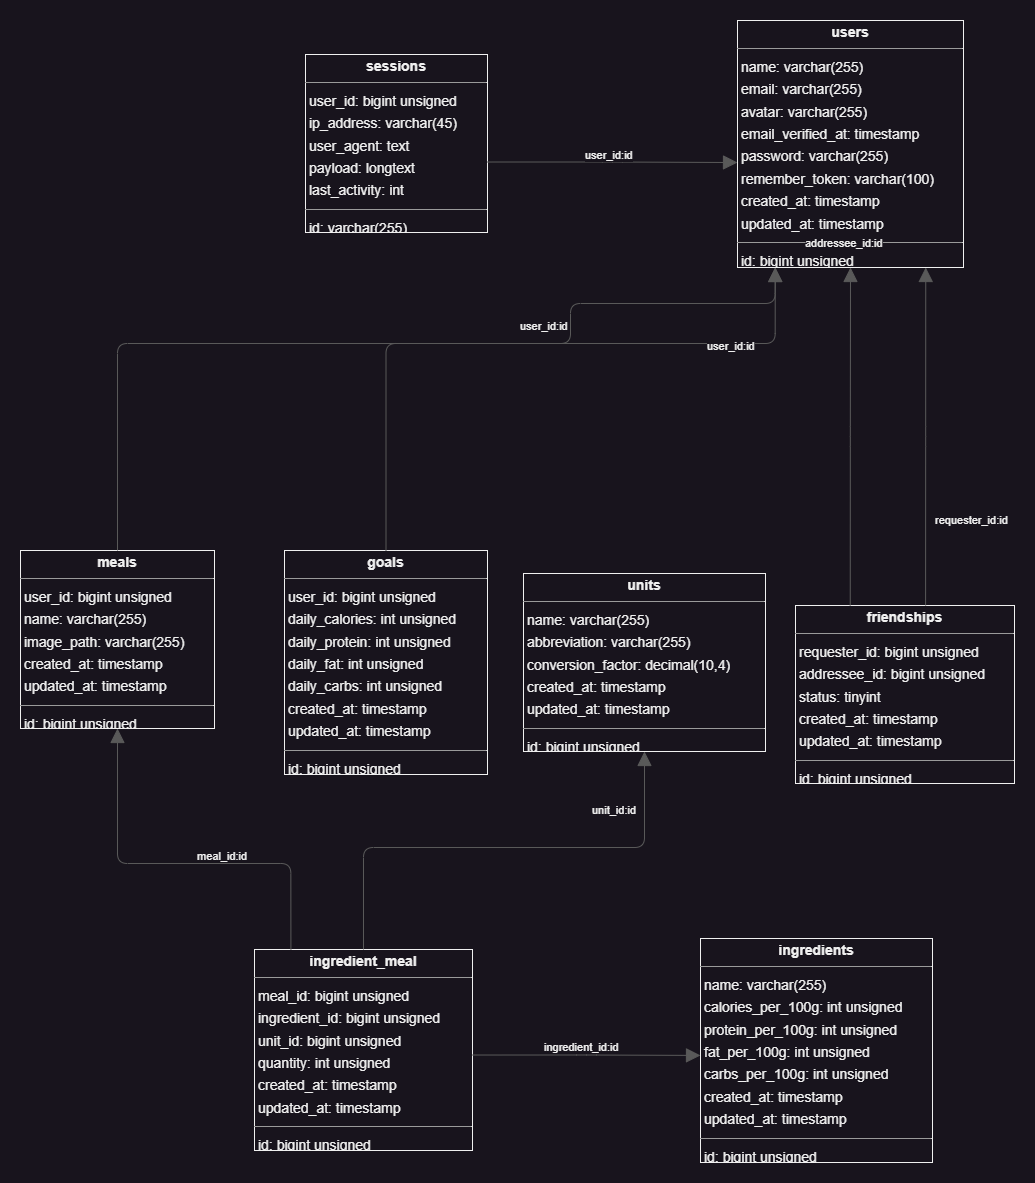 users
name: varchar(255)
email: varchar(255)
avatar: varchar(255)
email_verified_at: timestamp
password: varchar(255)
remember_token: varchar(100)
created_at: timestamp
updated_at: timestamp
addressee_id:id
id: bigint unsigned
sessions
user_id: bigint unsigned
ip_address: varchar(45)
user_agent: text
payload: longtext
last_activity: int
id: varchar(255)
user_id:id
user_id:id
user_id:id
requester_id:id
meals
user_id: bigint unsigned
name: varchar(255)
image_path: varchar(255)
created_at: timestamp
updated_at: timestamp
id: bigint unsigned
goals
user_id: bigint unsigned
daily_calories: int unsigned
daily_protein: int unsigned
daily_fat: int unsigned
daily_carbs: int unsigned
created_at: timestamp
updated_at: timestamp
id: bigint unsigned
units
name: varchar(255)
abbreviation: varchar(255)
conversion_factor: decimal(10,4)
created_at: timestamp
updated_at: timestamp
id: bigint unsigned
friendships
requester_id: bigint unsigned
addressee_id: bigint unsigned
status: tinyint
created_at: timestamp
updated_at: timestamp
id: bigint unsigned
unit_id:id
meal_id:id
ingredient_meal
meal_id: bigint unsigned
ingredient_id: bigint unsigned
unit_id: bigint unsigned
quantity: int unsigned
created_at: timestamp
updated_at: timestamp
id: bigint unsigned
ingredient_id:id
ingredients
name: varchar(255)
calories_per_100g: int unsigned
protein_per_100g: int unsigned
fat_per_100g: int unsigned
carbs_per_100g: int unsigned
created_at: timestamp
updated_at: timestamp
id: bigint unsigned